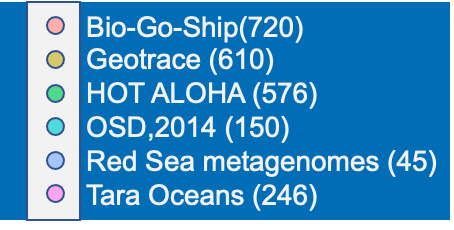 Bio-Go-Ship(720)
Geotrace (610)
HOT ALOHA (576)
OSD,2014 (150)
Red Sea metagenomes (45)
Tara Oceans (246)